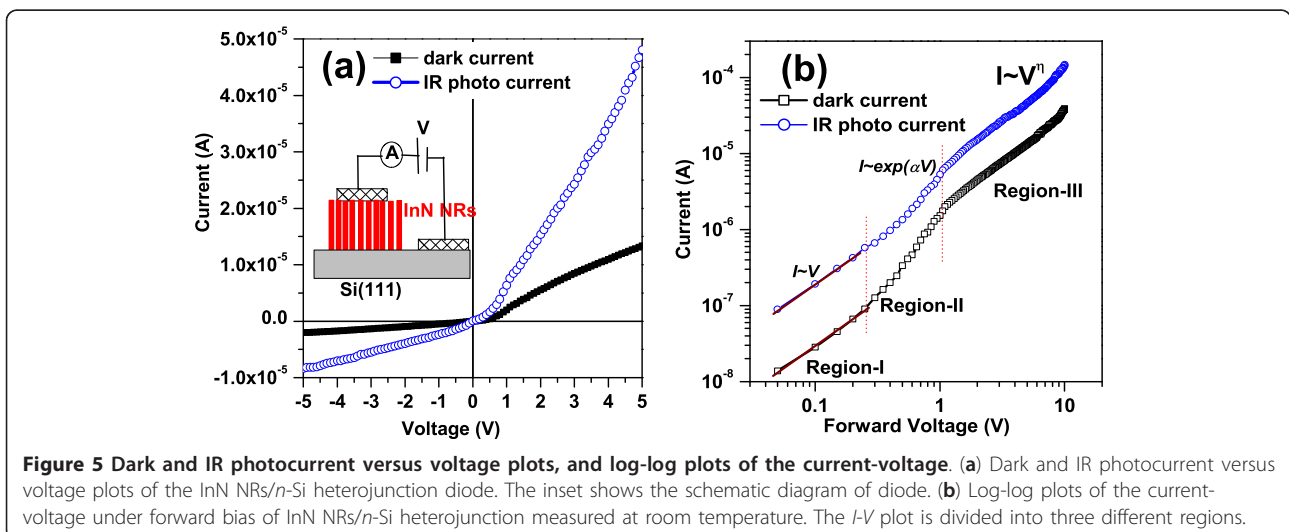 (a)
dark current
IR photo current
5.0x10⁻⁵
4.0x10⁻⁵
3.0x10⁻⁵
2.0x10⁻⁵
1.0x10⁻⁵
0.0
-1.0x10⁻⁵
Current (A)
V
A
InN NRs
Si(111)
-5 -4 -3 -2 -1 0 1 2 3 4 5
Voltage (V)
(b)
I~V^η
dark current
IR photo current
10⁻⁴
10⁻⁵
10⁻⁶
10⁻⁷
10⁻⁸
Current (A)
I~exp(αV)
Region-III
I~V
Region-II
Region-I
0.1 1 10
Forward Voltage (V)
Figure 5 Dark and IR photocurrent versus voltage plots, and log-log plots of the current-voltage. (a) Dark and IR photocurrent versus
voltage plots of the InN NRs/n-Si heterojunction diode. The inset shows the schematic diagram of diode. (b) Log-log plots of the current-
voltage under forward bias of InN NRs/n-Si heterojunction measured at room temperature. The I-V plot is divided into three different regions.